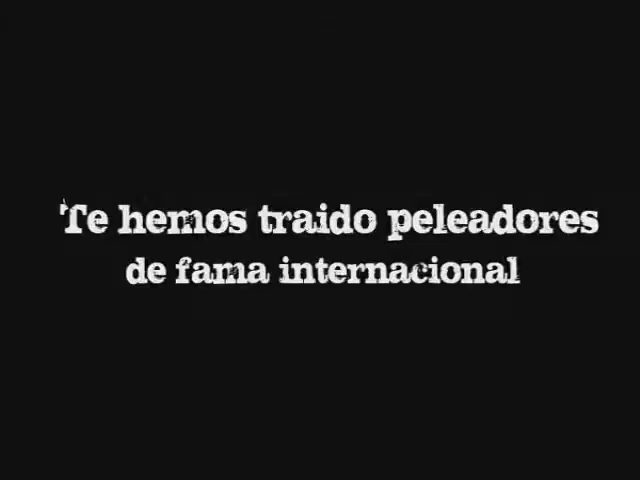 Te hemos traido peleadores
de fama internacional